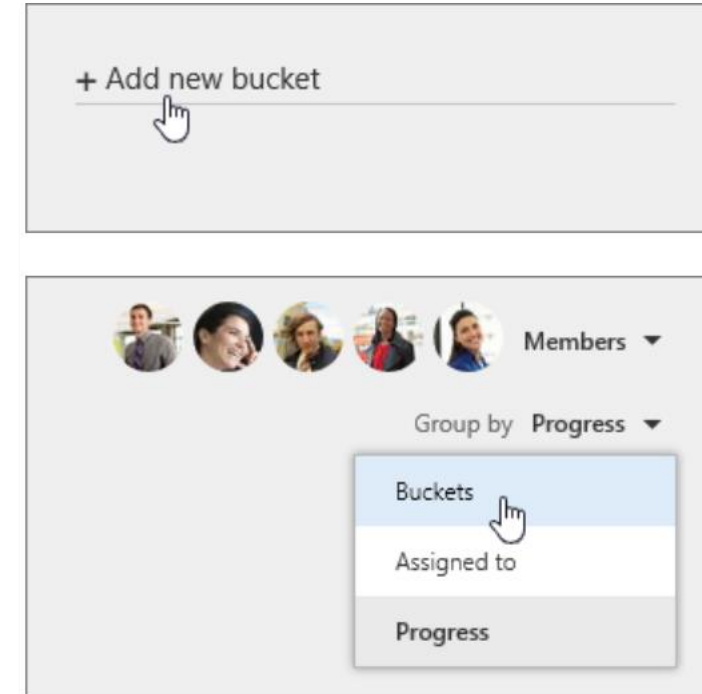 + Add new bucket
Members
Group by Progress
Buckets
Assigned to
Progress